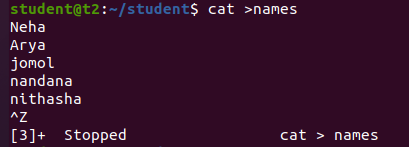 student@t2:~/student$ cat >names
Neha
Arya
jomol
nandana
nithasha
^Z
[3]+  Stopped                 cat > names